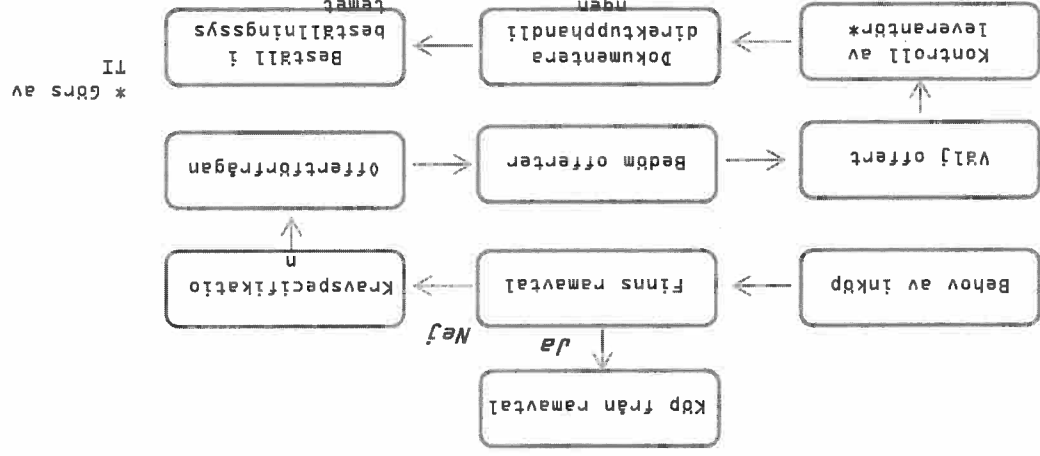 Köp från ramavtal
Ja
Nej
Behov av inköp
Finns ramavtal
Kravspecifikatio
n
Offertförfrågan
Bedöm offerter
Välj offert
Kontroll av
leverantör*
Dokumentera
direktupphandli
ngen
Beställ i
beställningssys
temet
* Görs av
TI